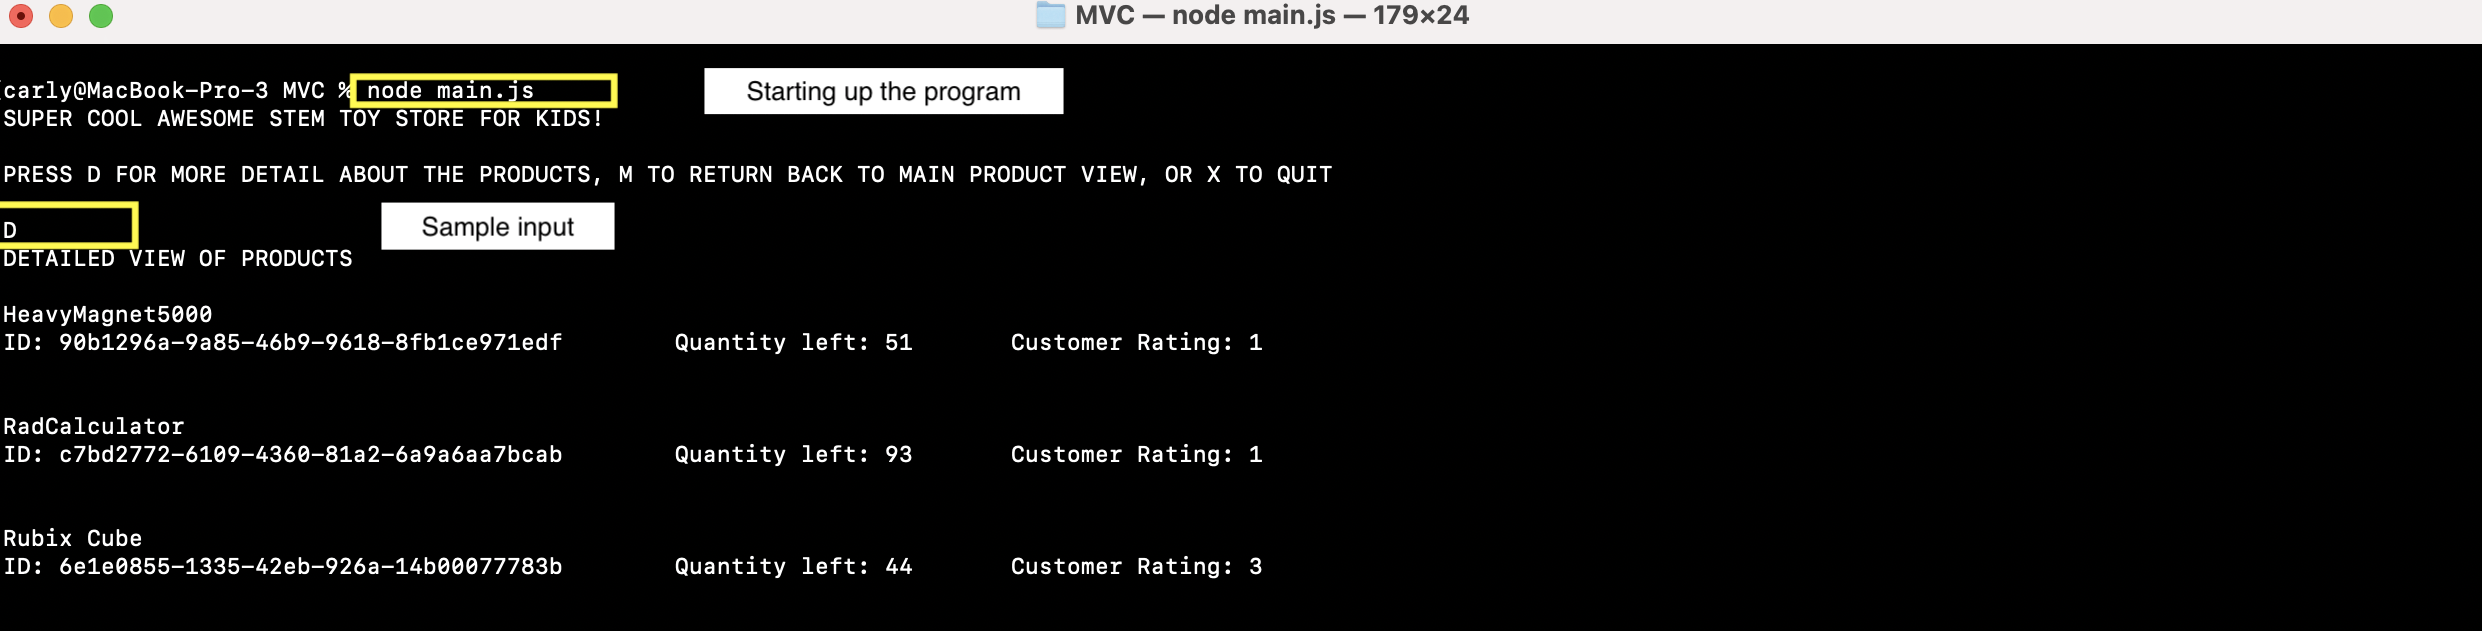 MVC — node main.js — 179×24
carly@MacBook-Pro-3 MVC % node main.js
Starting up the program
SUPER COOL AWESOME STEM TOY STORE FOR KIDS!
PRESS D FOR MORE DETAIL ABOUT THE PRODUCTS, M TO RETURN BACK TO MAIN PRODUCT VIEW, OR X TO QUIT
D
Sample input
DETAILED VIEW OF PRODUCTS
HeavyMagnet5000
ID: 90b1296a-9a85-46b9-9618-8fb1ce971edf Quantity left: 51 Customer Rating: 1
RadCalculator
ID: c7bd2772-6109-4360-81a2-6a9a6aa7bcab Quantity left: 93 Customer Rating: 1
Rubix Cube
ID: 6e1e0855-1335-42eb-926a-14b00077783b Quantity left: 44 Customer Rating: 3